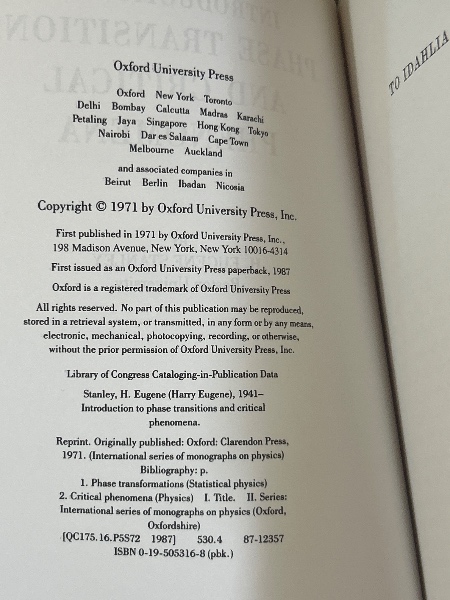 Oxford University Press
Oxford New York Toronto
Delhi Bombay Calcutta Madras Karachi
Petaling Jaya Singapore Hong Kong Tokyo
Nairobi Dar es Salaam Cape Town
Melbourne Auckland
and associated companies in
Beirut Berlin Ibadan Nicosia
Copyright © 1971 by Oxford University Press, Inc.
First published in 1971 by Oxford University Press, Inc.,
198 Madison Avenue, New York, New York 10016-4314
First issued as an Oxford University Press paperback, 1987
Oxford is a registered trademark of Oxford University Press
All rights reserved. No part of this publication may be reproduced,
stored in a retrieval system, or transmitted, in any form or by any means,
electronic, mechanical, photocopying, recording, or otherwise,
without the prior permission of Oxford University Press, Inc.
Library of Congress Cataloging-in-Publication Data
Stanley, H. Eugene (Harry Eugene), 1941–
Introduction to phase transitions and critical
phenomena.
Reprint. Originally published: Oxford: Clarendon Press,
1971. (International series of monographs on physics)
Bibliography: p.
1. Phase transformations (Statistical physics)
2. Critical phenomena (Physics) I. Title. II. Series:
International series of monographs on physics (Oxford,
Oxfordshire)
[QC175.16.P5S72 1987] 530.4 87-12357
ISBN 0-19-505316-8 (pbk.)
TO IDAHLIA